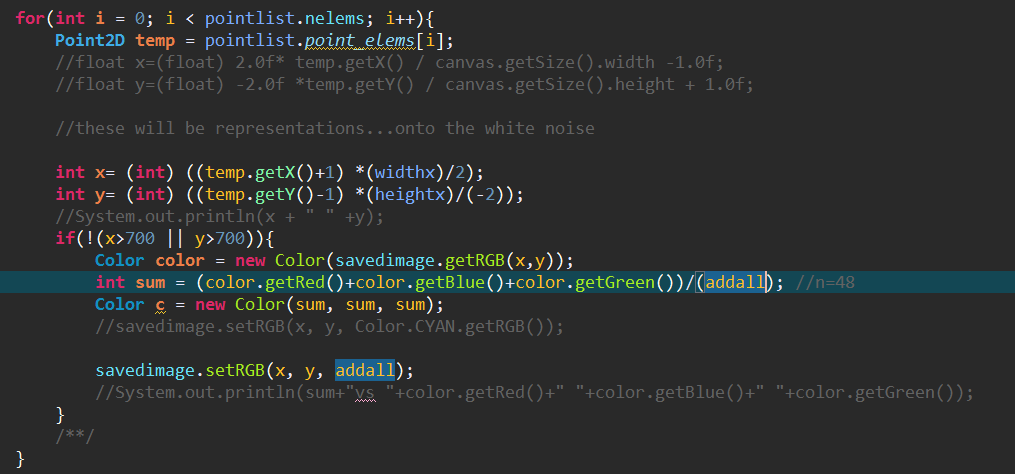 for(int i = 0; i < pointlist.nelems; i++){
Point2D temp = pointlist.point_elems[i];
//float x=(float) 2.0f* temp.getX() / canvas.getSize().width -1.0f;
//float y=(float) -2.0f *temp.getY() / canvas.getSize().height + 1.0f;
//these will be representations...onto the white noise
int x= (int) ((temp.getX()+1) *(widthx)/2);
int y= (int) ((temp.getY()-1) *(heightx)/(-2));
//System.out.println(x + " " +y);
if(!(x>700 || y>700)){
Color color = new Color(savedimage.getRGB(x,y));
int sum = (color.getRed()+color.getBlue()+color.getGreen())/(addall); //n=48
Color c = new Color(sum, sum, sum);
//savedimage.setRGB(x, y, Color.CYAN.getRGB());
savedimage.setRGB(x, y, addall);
//System.out.println(sum+"vs "+color.getRed()+" "+color.getBlue()+" "+color.getGreen());
}
/**/
}